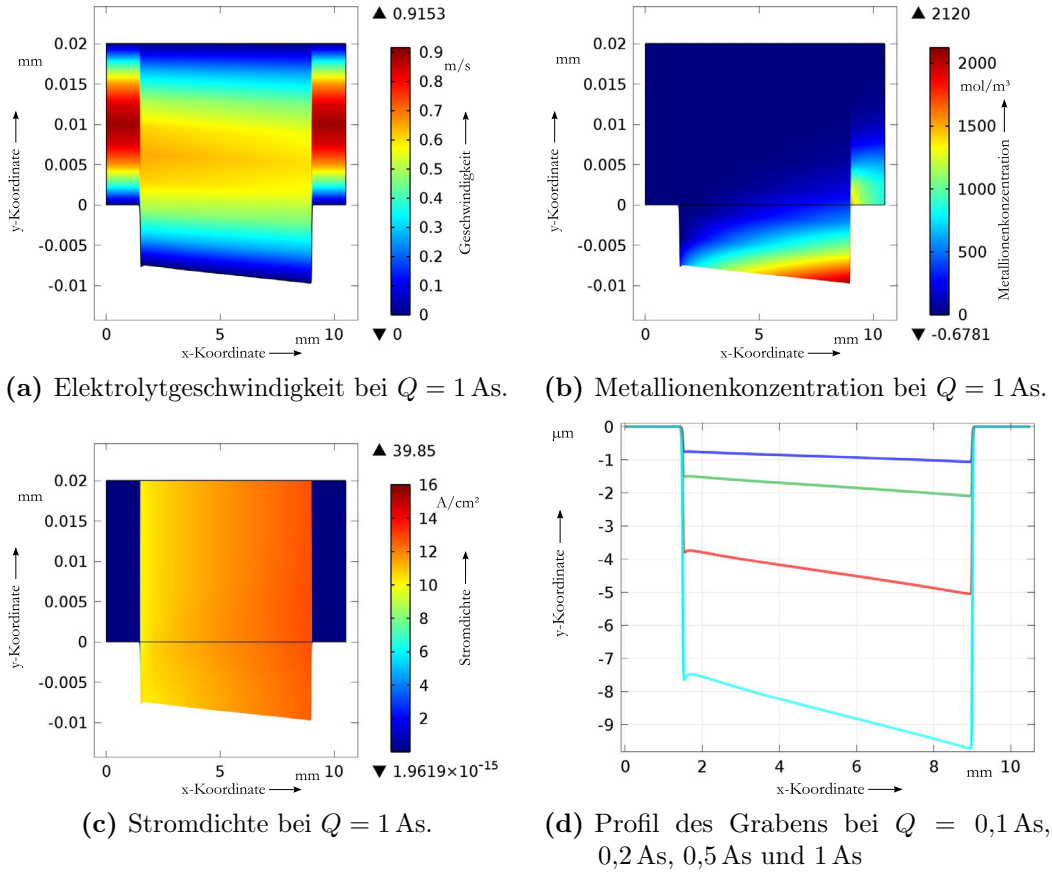 ▲ 0.9153
0.02
mm
0.015
0.01
0.005
0
-0.005
-0.01
y-Koordinate
0
5
10
mm
x-Koordinate
0.9
m/s
0.8
0.7
0.6
0.5
0.4
0.3
0.2
0.1
0
▼ 0
Geschwindigkeit
(a) Elektrolytgeschwindigkeit bei Q = 1 As.
▲ 2120
0.02
mm
0.015
0.01
0.005
0
-0.005
-0.01
y-Koordinate
0
5
10
mm
x-Koordinate
2000
mol/m³
1500
1000
500
0
▼ -0.6781
Metallionenkonzentration
(b) Metallionenkonzentration bei Q = 1 As.
▲ 39.85
0.02
mm
0.015
0.01
0.005
0
-0.005
-0.01
y-Koordinate
0
5
10
mm
x-Koordinate
16
A/cm²
14
12
10
8
6
4
2
▼ 1.9619×10⁻¹⁵
Stromdichte
(c) Stromdichte bei Q = 1 As.
0
μm
-1
-2
-3
-4
-5
-6
-7
-8
-9
y-Koordinate
0
2
4
6
8
mm
10
x-Koordinate
(d) Profil des Grabens bei Q = 0,1 As,
0,2 As, 0,5 As und 1 As